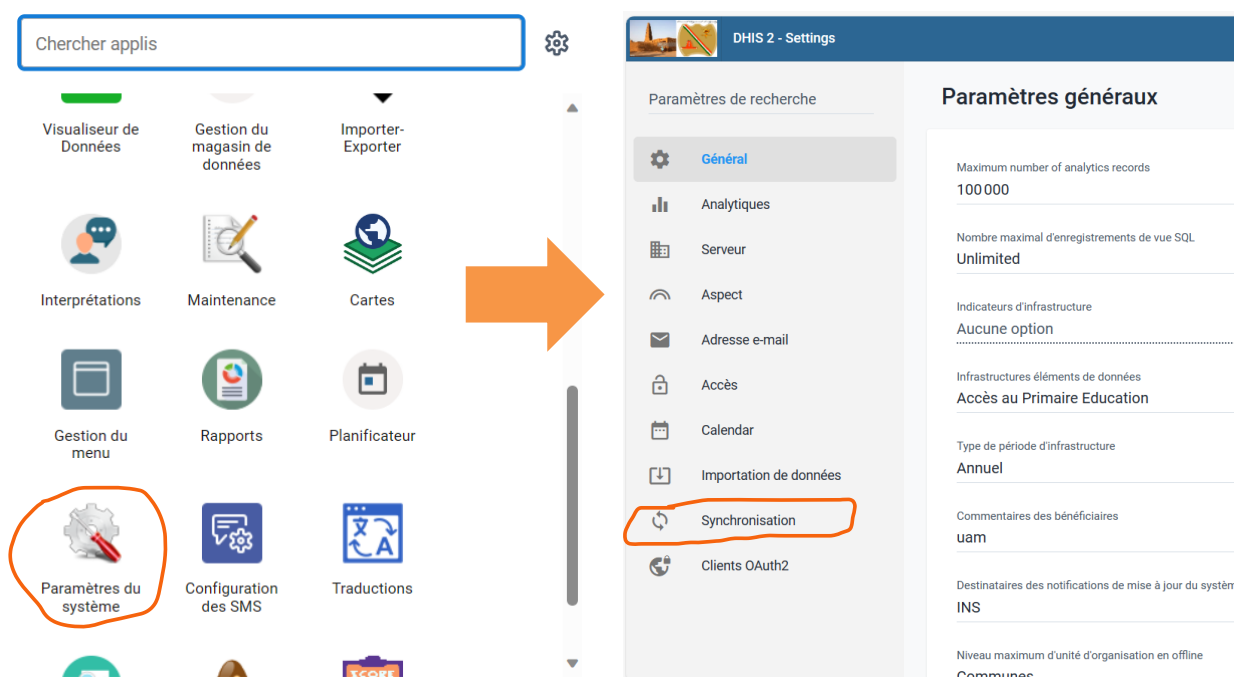 Chercher applis
Visualiseur de
Données
Gestion du
magasin de
données
Importer-
Exporter
Interprétations
Maintenance
Cartes
Gestion du
menu
Rapports
Planificateur
Paramètres du
système
Configuration
des SMS
Traductions
SCORE
DHIS 2 - Settings
Paramètres de recherche
Général
Analytiques
Serveur
Aspect
Adresse e-mail
Accès
Calendar
Importation de données
Synchronisation
Clients OAuth2
Paramètres généraux
Maximum number of analytics records
100 000
Nombre maximal d'enregistrements de vue SQL
Unlimited
Indicateurs d'infrastructure
Aucune option
Infrastructures éléments de données
Accès au Primaire Education
Type de période d'infrastructure
Annuel
Commentaires des bénéficiaires
uam
Destinataires des notifications de mise à jour du systèm
INS
Niveau maximum d'unité d'organisation en offline
Communes